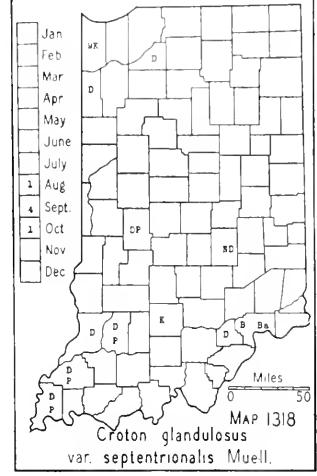 Jan
Feb
Mar
Apr
May
June
July
1 Aug
4 Sept.
1 Oct
Nov
Dec
WK
D
D
DP
ND
D
D
P
K
D
B
Ba
D
P
D
P
Miles
0 50
MAP 1318
Croton glandulosus
var. septentrionalis Muell.